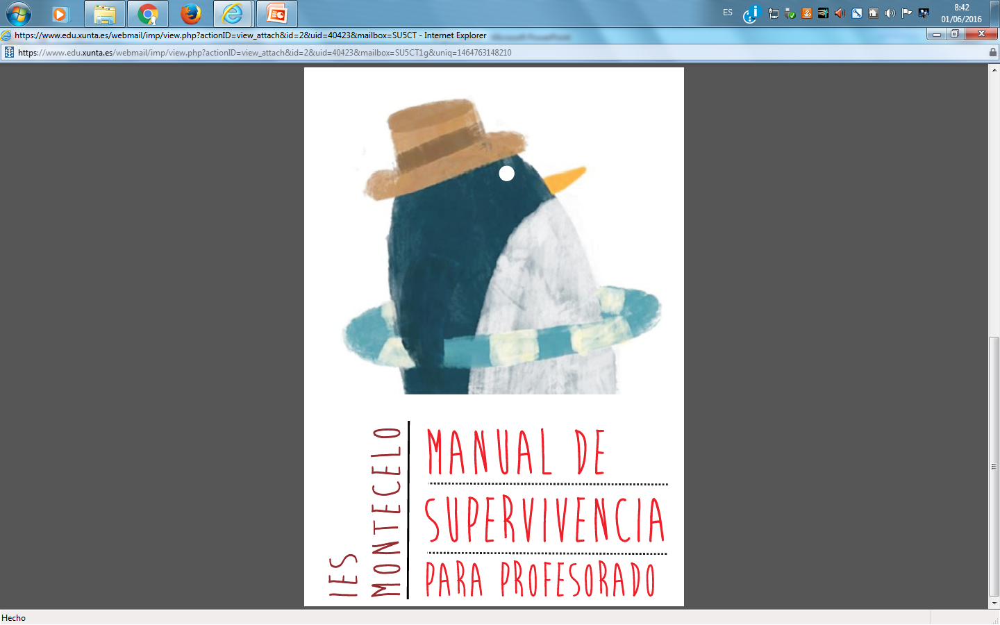 ES
8:42
01/06/2016
https://www.edu.xunta.es/webmail/imp/view.php?actionID=view_attach&id=2&uid=40423&mailbox=SU5CT - Internet Explorer
https://www.edu.xunta.es/webmail/imp/view.php?actionID=view_attach&id=2&uid=40423&mailbox=SU5CT1g&uniq=1464763148210
IES
MONTECELO
MANUAL DE
SUPERVIVENCIA
PARA PROFESORADO
Hecho